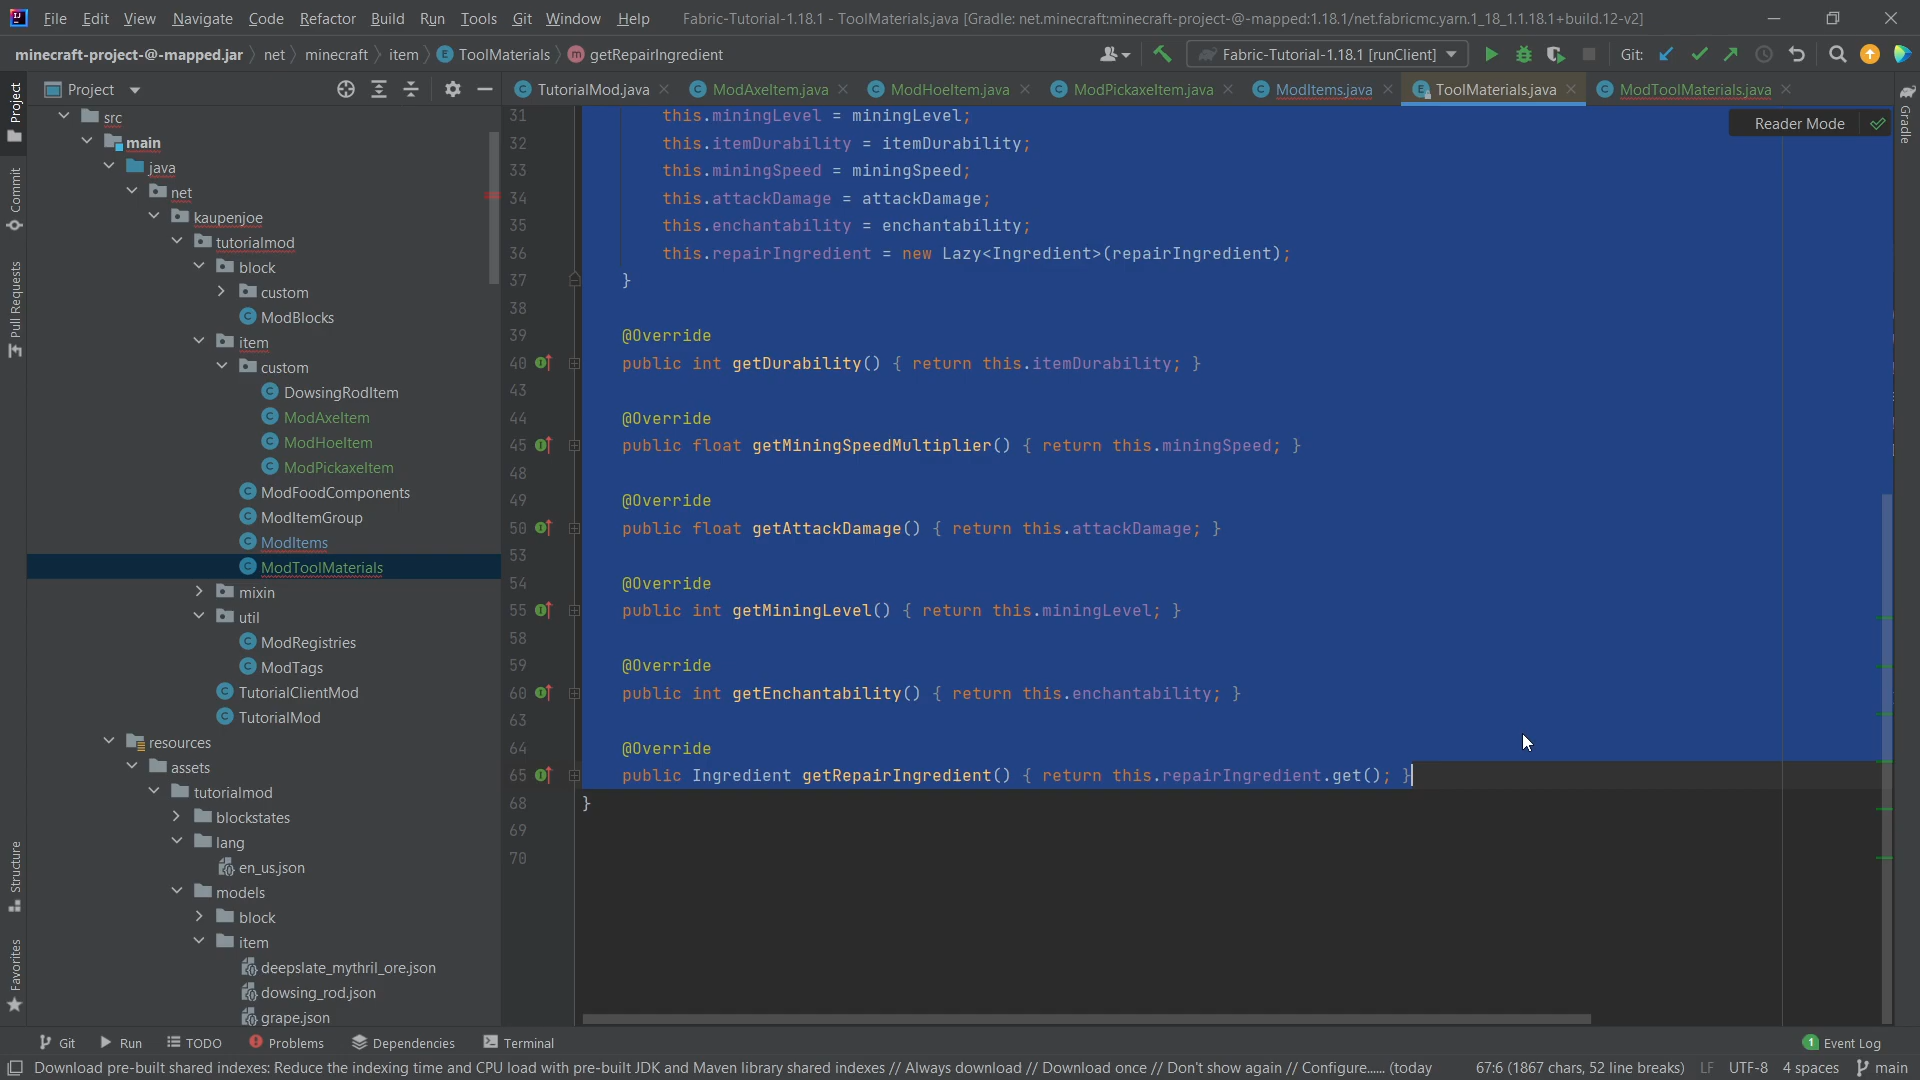 File Edit View Navigate Code Refactor Build Run Tools Git Window Help Fabric-Tutorial-1.18.1 - ToolMaterials.java [Gradle: net.minecraft:minecraft-project-@-mapped:1.18.1/net.fabricmc.yarn.1_18_1.1.18.1+build.12-v2]
minecraft-project-@-mapped.jar net minecraft item ToolMaterials getRepairIngredient Fabric-Tutorial-1.18.1 [runClient] Git:
Project TutorialMod.java ModAxeItem.java ModHoeItem.java ModPickaxeItem.java ModItems.java ToolMaterials.java ModToolMaterials.java
Reader Mode
Project
Commit
Pull Requests
Structure
Favorites
Gradle
src
main
java
net
kaupenjoe
tutorialmod
block
custom
ModBlocks
item
custom
DowsingRodItem
ModAxeItem
ModHoeItem
ModPickaxeItem
ModFoodComponents
ModItemGroup
ModItems
ModToolMaterials
mixin
util
ModRegistries
ModTags
TutorialClientMod
TutorialMod
resources
assets
tutorialmod
blockstates
lang
en_us.json
models
block
item
deepslate_mythril_ore.json
dowsing_rod.json
grape.json
31 this.miningLevel = miningLevel;
32 this.itemDurability = itemDurability;
33 this.miningSpeed = miningSpeed;
34 this.attackDamage = attackDamage;
35 this.enchantability = enchantability;
36 this.repairIngredient = new Lazy<Ingredient>(repairIngredient);
37 }
38
39 @Override
40 public int getDurability() { return this.itemDurability; }
43
44 @Override
45 public float getMiningSpeedMultiplier() { return this.miningSpeed; }
48
49 @Override
50 public float getAttackDamage() { return this.attackDamage; }
53
54 @Override
55 public int getMiningLevel() { return this.miningLevel; }
58
59 @Override
60 public int getEnchantability() { return this.enchantability; }
63
64 @Override
65 public Ingredient getRepairIngredient() { return this.repairIngredient.get(); }
68 }
69
70
Git Run TODO Problems Dependencies Terminal 1 Event Log
Download pre-built shared indexes: Reduce the indexing time and CPU load with pre-built JDK and Maven library shared indexes // Always download // Download once // Don't show again // Configure...... (today 67:6 (1867 chars, 52 line breaks) LF UTF-8 4 spaces main